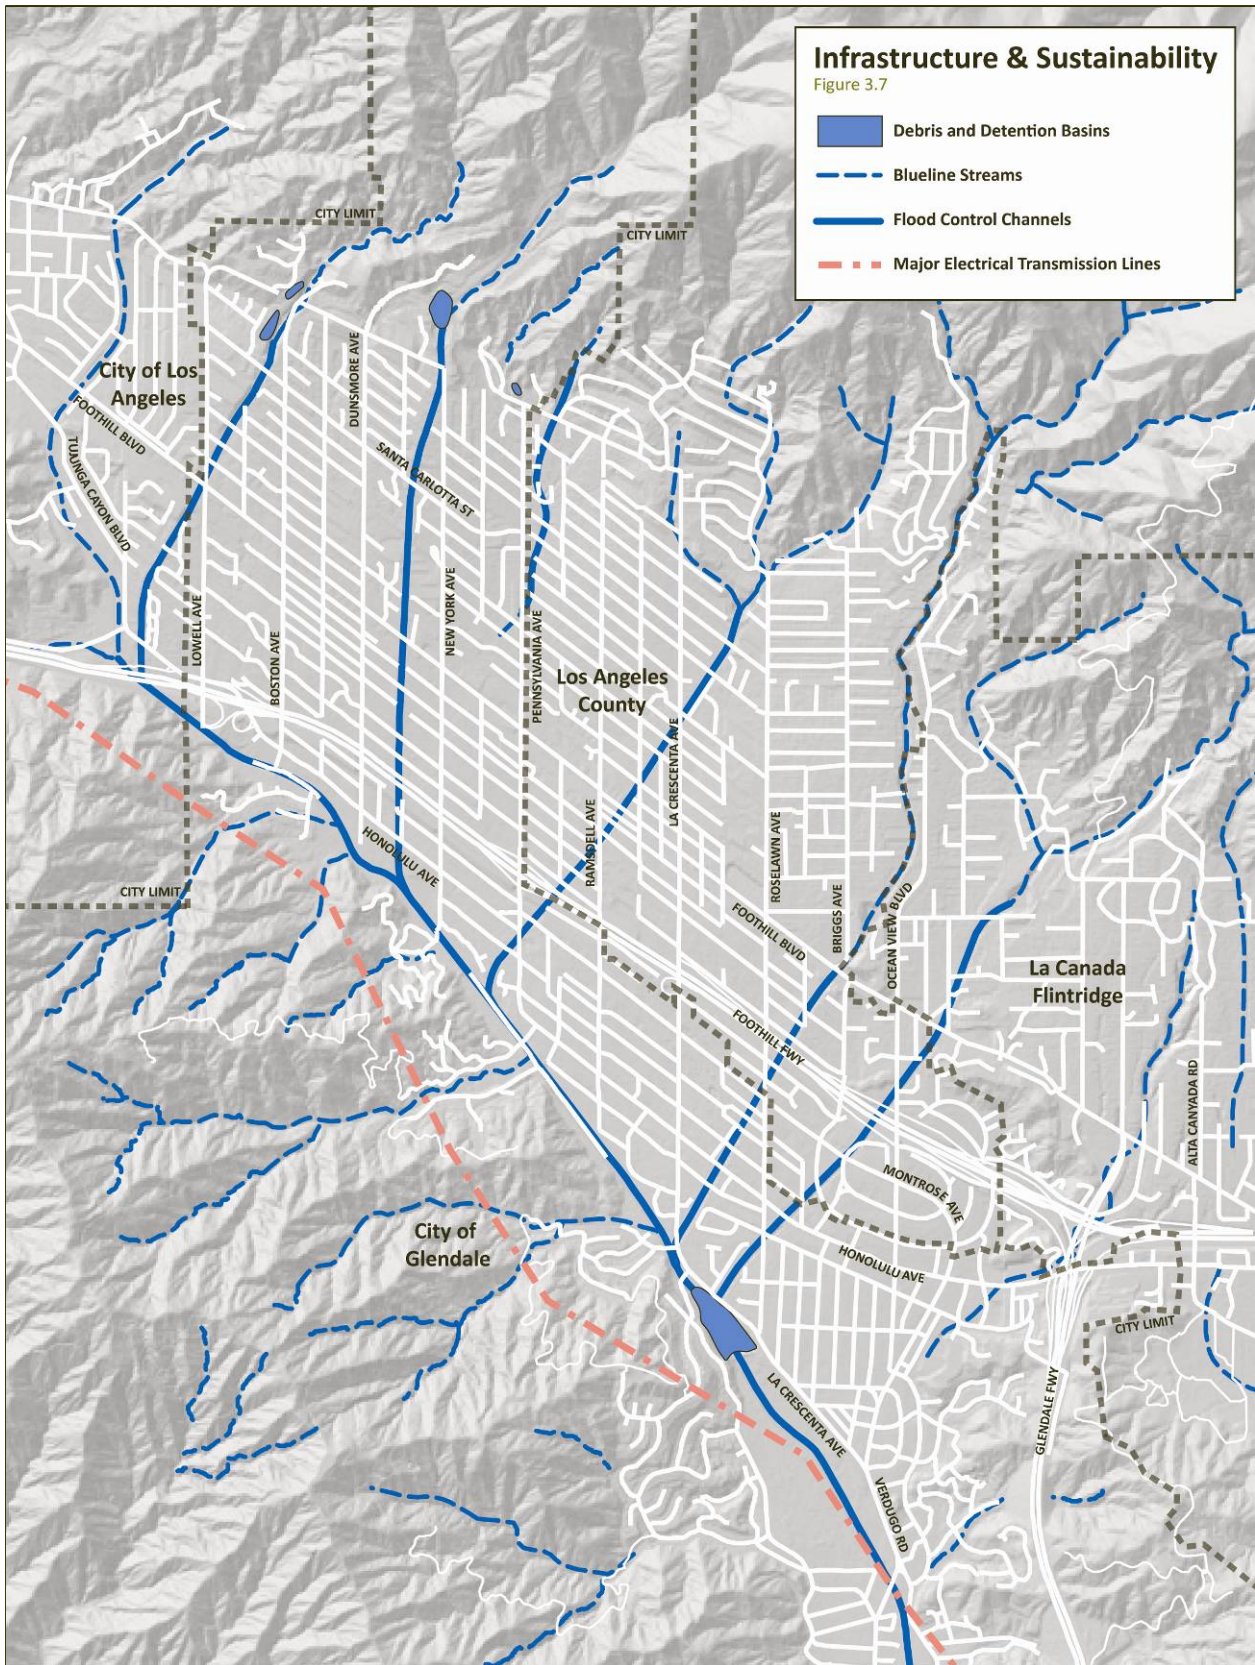 Infrastructure & Sustainability
Figure 3.7
Debris and Detention Basins
Blueline Streams
Flood Control Channels
Major Electrical Transmission Lines
CITY LIMIT
CITY LIMIT
City of Los
Angeles
FOOTHILL BLVD
TUJUNGA CAYON BLVD
DUNSMORE AVE
SANTA CARLOTTA ST
LOWELL AVE
BOSTON AVE
NEW YORK AVE
PENNSYLVANIA AVE
Los Angeles
County
LA CRESCENTA AVE
RAMSDELL AVE
ROSELAWN AVE
BRIGGS AVE
OCEAN VIEW BLVD
HONOLULU AVE
CITY LIMIT
FOOTHILL BLVD
FOOTHILL FWY
La Canada
Flintridge
ALTA CANYADA RD
MONTROSE AVE
City of
Glendale
HONOLULU AVE
CITY LIMIT
LA CRESCENTA AVE
GLENDALE FWY
VERDUGO RD